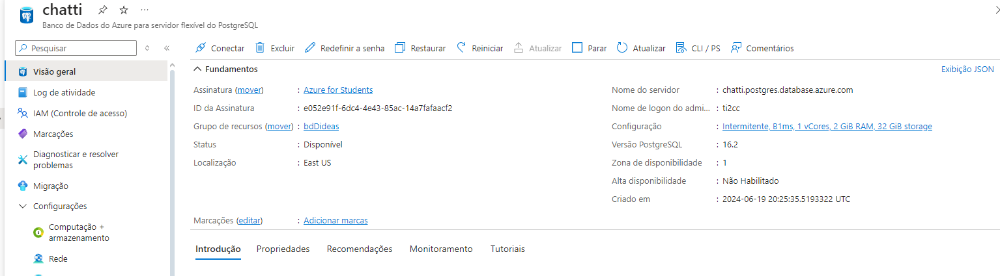 chatti
Banco de Dados do Azure para servidor flexível do PostgreSQL
Pesquisar
Conectar Excluir Redefinir a senha Restaurar Reiniciar Atualizar Parar Atualizar CLI / PS Comentários
Visão geral
Log de atividade
IAM (Controle de acesso)
Marcações
Diagnosticar e resolver
problemas
Migração
Configurações
Computação +
armazenamento
Rede
Fundamentos
Exibição JSON
Assinatura (mover) : Azure for Students
ID da Assinatura : e052e91f-6dc4-4e43-85ac-14a7fafaacf2
Grupo de recursos (mover) : bdDideas
Status : Disponível
Localização : East US
Nome do servidor : chatti.postgres.database.azure.com
Nome de logon do admi... : ti2cc
Configuração : Intermitente, B1ms, 1 vCores, 2 GiB RAM, 32 GiB storage
Versão PostgreSQL : 16.2
Zona de disponibilidade : 1
Alta disponibilidade : Não Habilitado
Criado em : 2024-06-19 20:25:35.5193322 UTC
Marcações (editar) : Adicionar marcas
Introdução Propriedades Recomendações Monitoramento Tutoriais